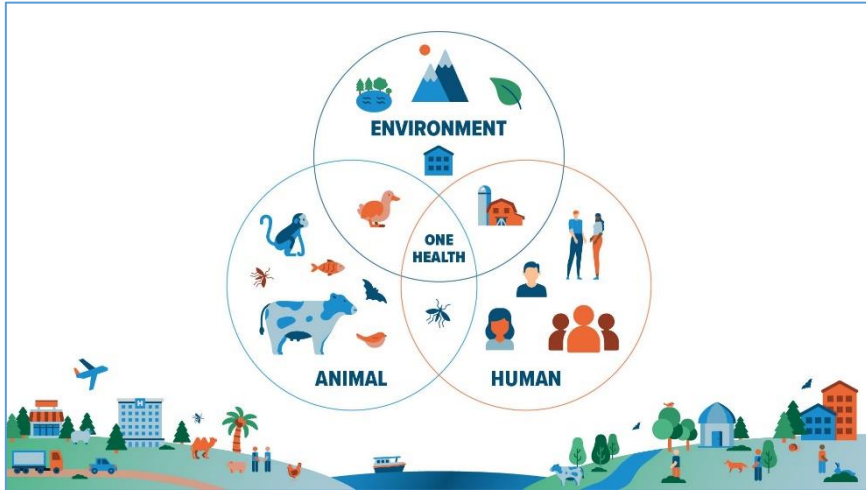 ENVIRONMENT
ONE
HEALTH
ANIMAL
HUMAN
H